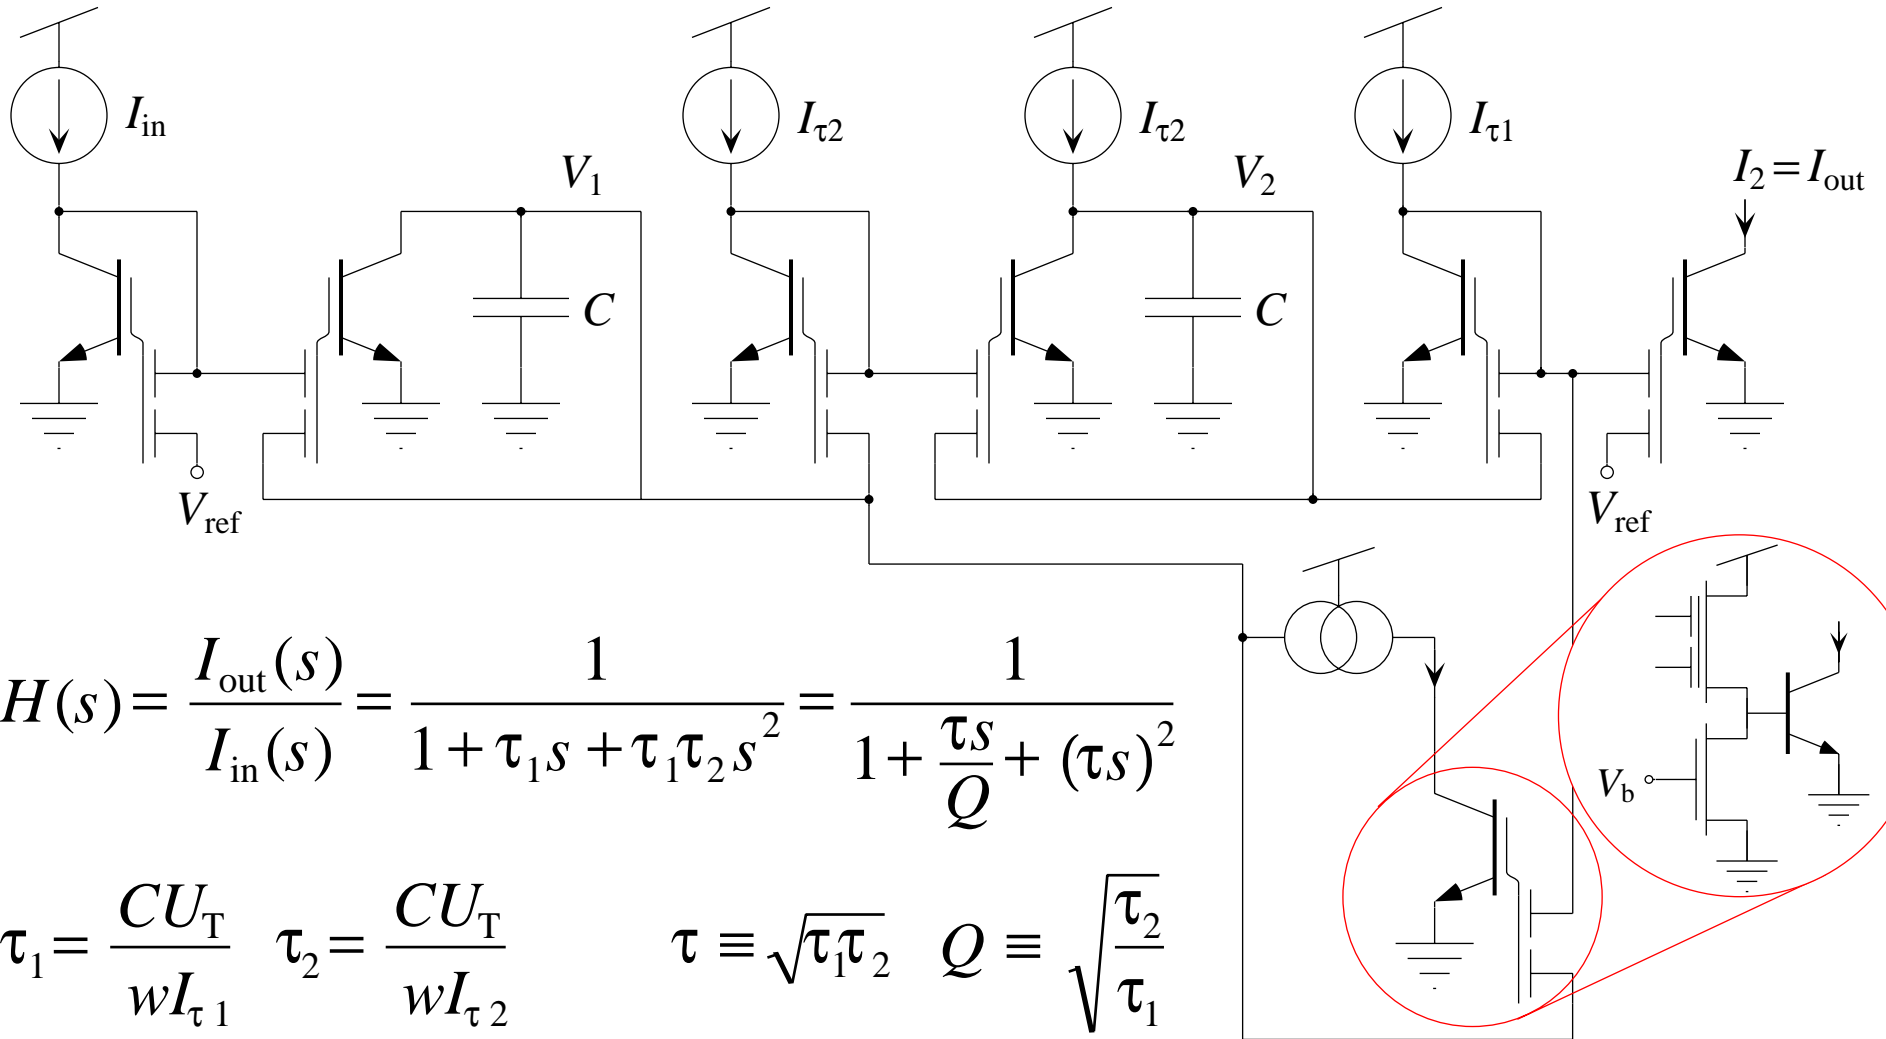 I_in
I_τ2
I_τ2
I_τ1
V_1
V_2
I_2 = I_out
C
C
V_ref
V_ref
V_b
H(s) = I_out(s) / I_in(s) = 1 / (1 + τ_1 s + τ_1 τ_2 s^2) = 1 / (1 + τs/Q + (τs)^2)
τ_1 = CU_T / wI_τ1 τ_2 = CU_T / wI_τ2 τ ≡ √(τ_1 τ_2) Q ≡ √(τ_2/τ_1)